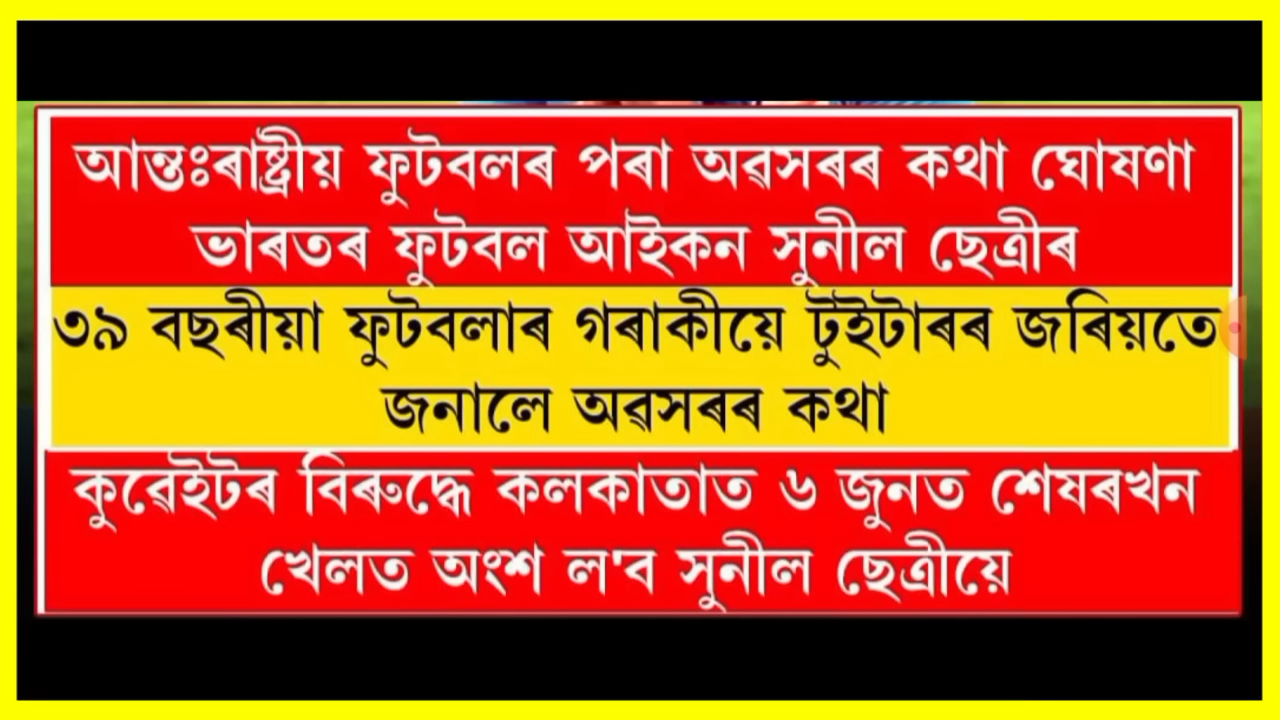 আন্তঃৰাষ্ট্ৰীয় ফুটবলৰ পৰা অৱসৰৰ কথা ঘোষণা
ভাৰতৰ ফুটবল আইকন সুনীল ছেত্ৰীৰ
৩৯ বছৰীয়া ফুটবলাৰ গৰাকীয়ে টুইটাৰৰ জৰিয়তে
জনালে অৱসৰৰ কথা
কুৱেইটৰ বিৰুদ্ধে কলকাতাত ৬ জুনত শেষৰখন
খেলত অংশ ল'ব সুনীল ছেত্ৰীয়ে